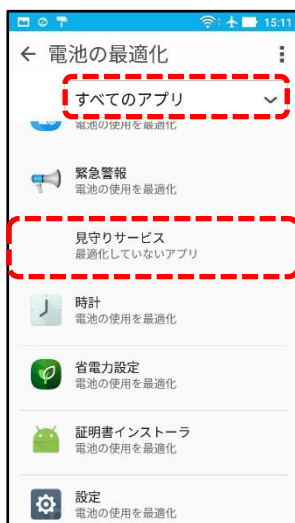 15:11
← 電池の最適化
すべてのアプリ
電池の使用を最適化
緊急警報
電池の使用を最適化
見守りサービス
最適化していないアプリ
時計
電池の使用を最適化
省電力設定
電池の使用を最適化
証明書インストーラ
電池の使用を最適化
設定
電池の使用を最適化